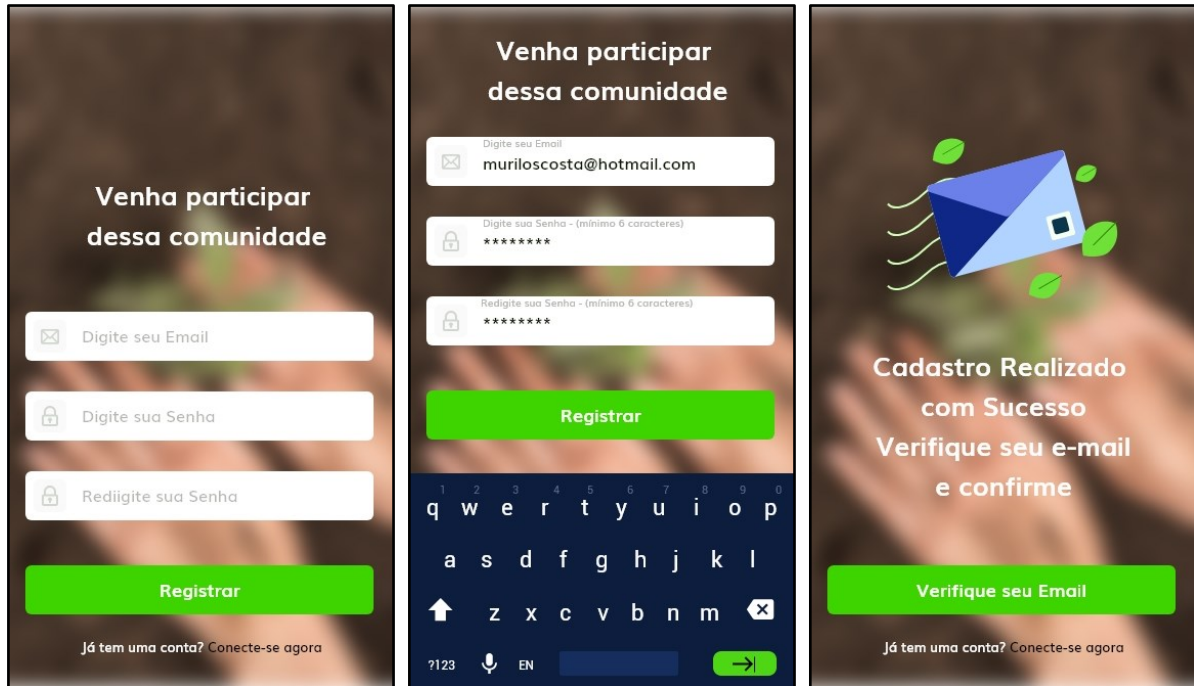 Venha participar
dessa comunidade
Digite seu Email
Digite sua Senha
Rediigite sua Senha
Registrar
Já tem uma conta? Conecte-se agora
Venha participar
dessa comunidade
Digite seu Email
muriloscosta@hotmail.com
Digite sua Senha - (mínimo 6 caracteres)
********
Redigite sua Senha - (mínimo 6 caracteres)
********
Registrar
1 2 3 4 5 6 7 8 9 0
q w e r t y u i o p
a s d f g h j k l
z x c v b n m
?123 EN
Cadastro Realizado
com Sucesso
Verifique seu e-mail
e confirme
Verifique seu Email
Já tem uma conta? Conecte-se agora